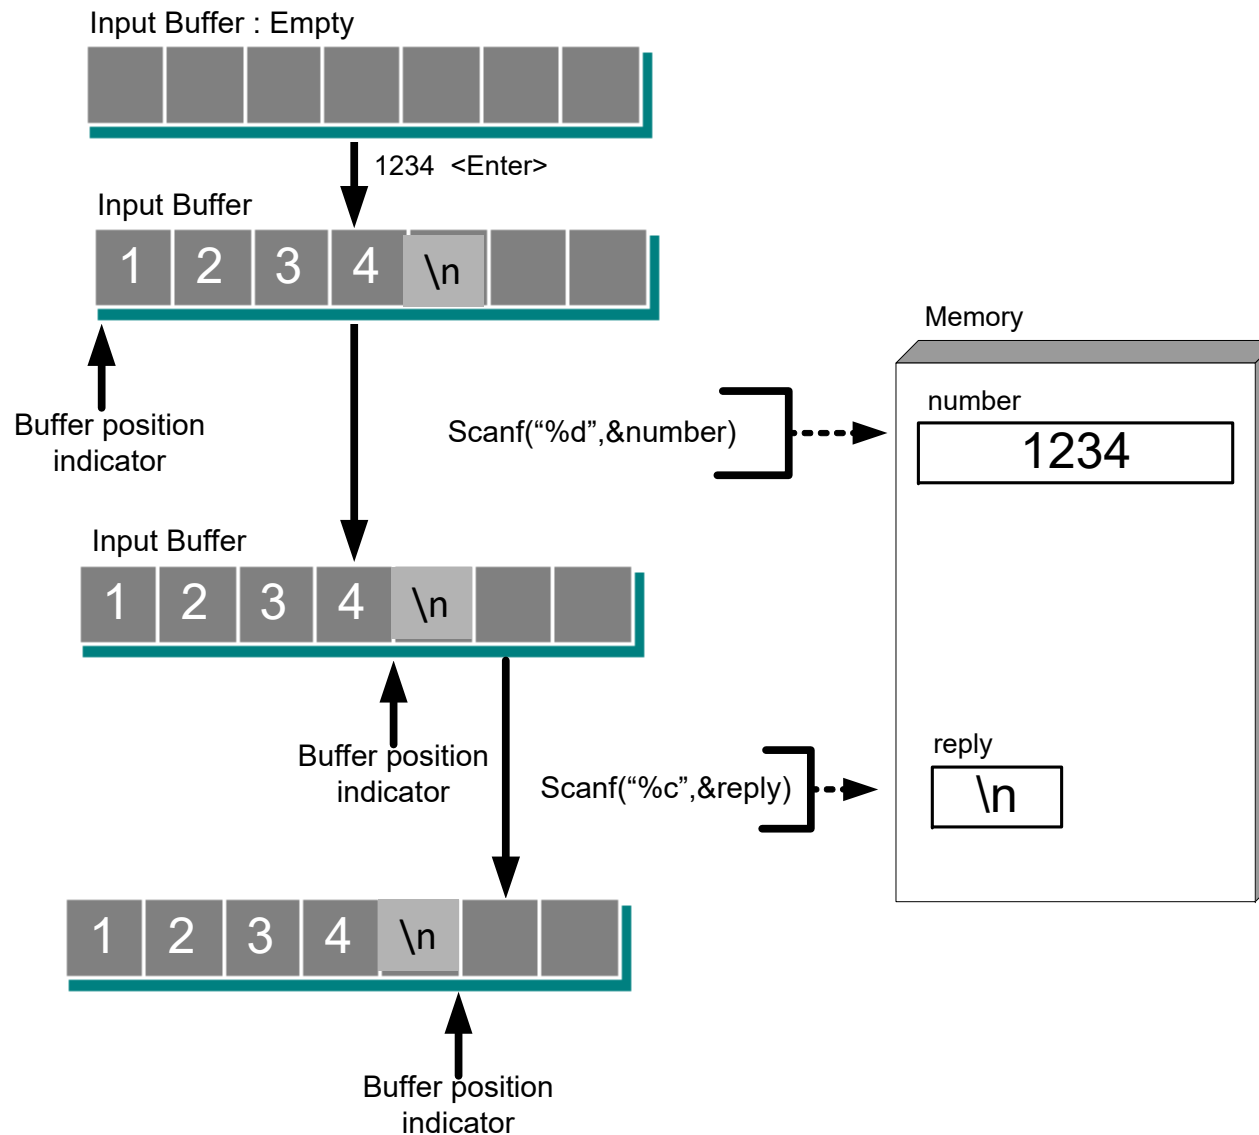 Input Buffer : Empty
1234 <Enter>
Input Buffer
1 2 3 4 \n
Buffer position
indicator
Memory
Scanf(“%d”,&number)
number
1234
Input Buffer
1 2 3 4 \n
Buffer position
indicator
Scanf(“%c”,&reply)
reply
\n
1 2 3 4 \n
Buffer position
indicator